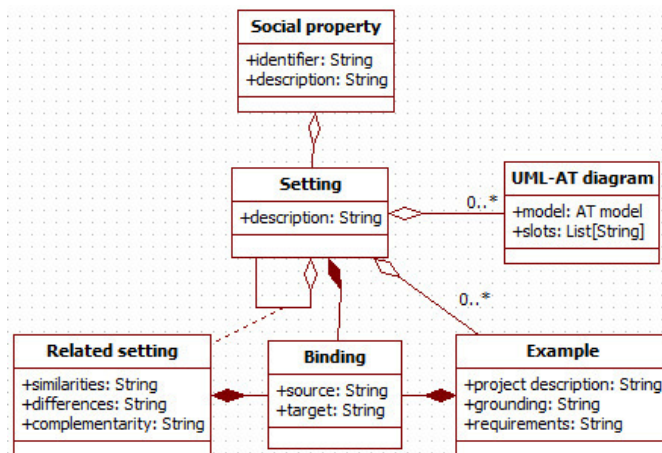 Social property
+identifier: String
+description: String
Setting
+description: String
0..*
UML-AT diagram
+model: AT model
+slots: List[String]
0..*
Related setting
+similarities: String
+differences: String
+complementarity: String
Binding
+source: String
+target: String
Example
+project description: String
+grounding: String
+requirements: String